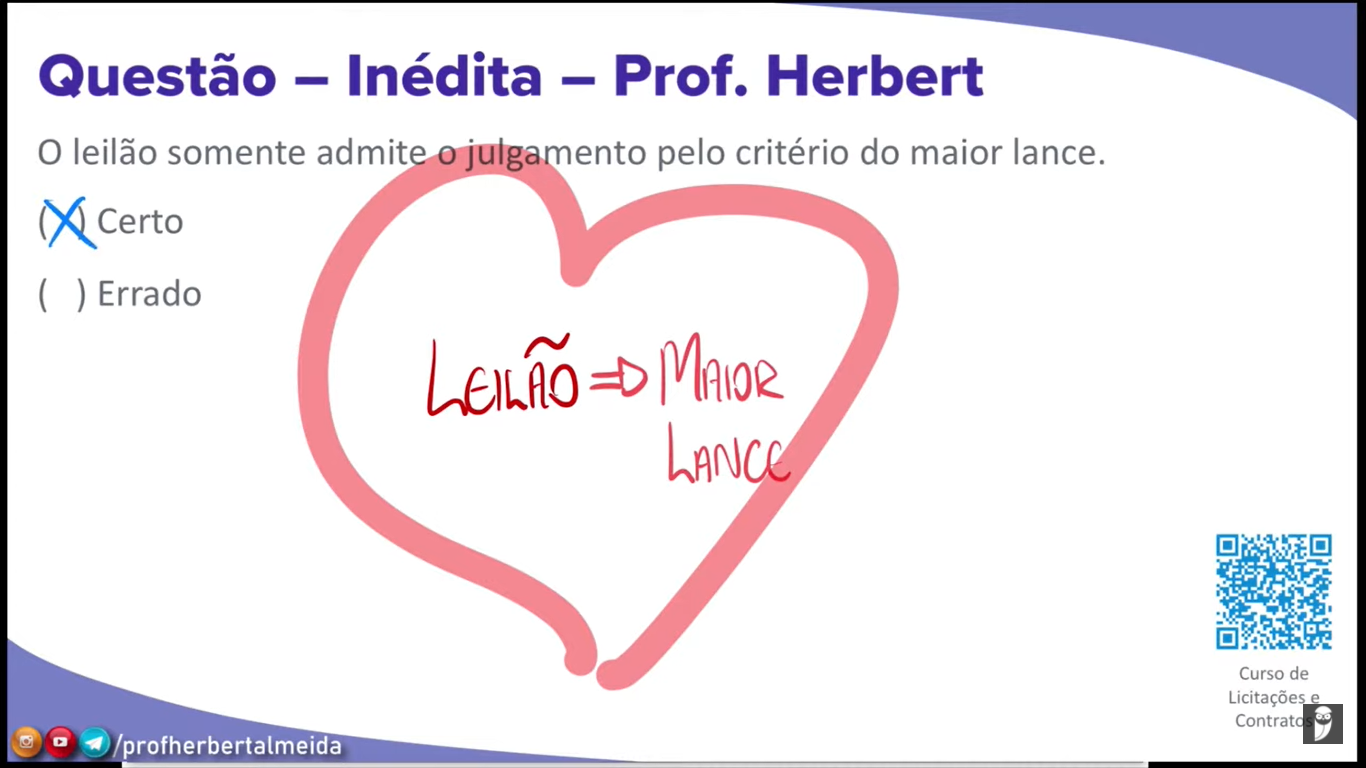 Questão – Inédita – Prof. Herbert
O leilão somente admite o julgamento pelo critério do maior lance.
(X) Certo
( ) Errado
LEILÃO => MAIOR
LANCE
Curso de
Licitações e
Contratos
/profherbertalmeida